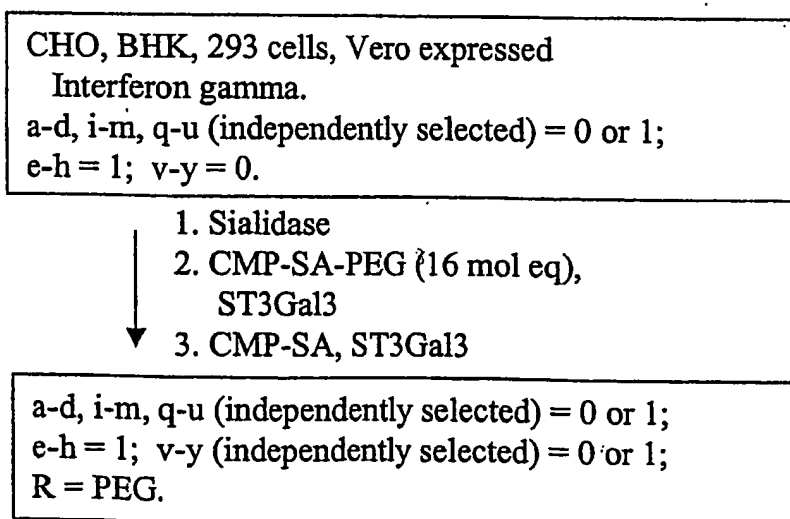 CHO, BHK, 293 cells, Vero expressed
Interferon gamma.
a-d, i-m, q-u (independently selected) = 0 or 1;
e-h = 1; v-y = 0.
1. Sialidase
2. CMP-SA-PEG (16 mol eq),
ST3Gal3
3. CMP-SA, ST3Gal3
a-d, i-m, q-u (independently selected) = 0 or 1;
e-h = 1; v-y (independently selected) = 0 or 1;
R = PEG.